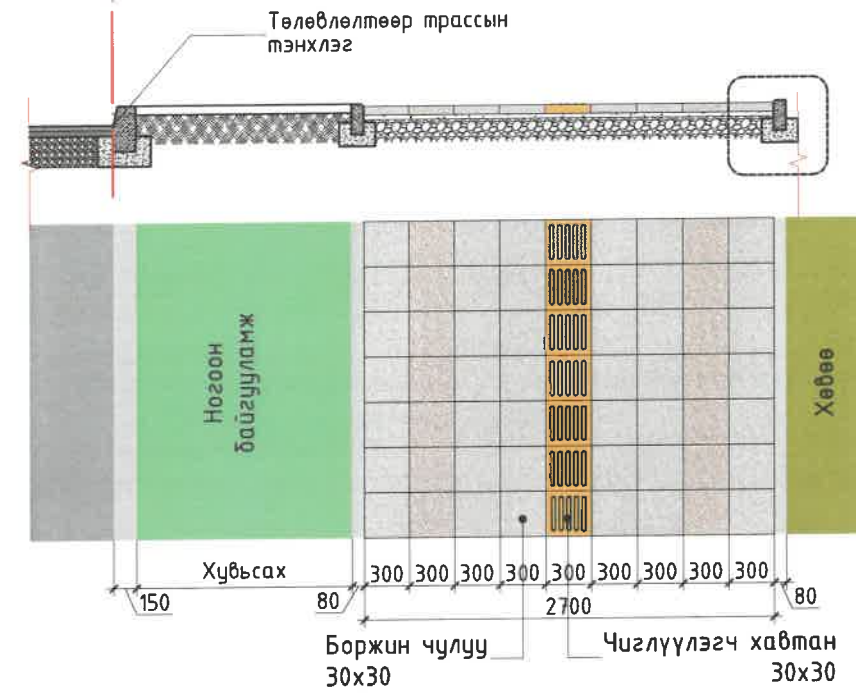 Төлөвлөлтөөр трассын
тэнхлэг
Ногоон
байгууламж
Хөвөө
Хувьсах
300 300 300 300 300 300 300 300 300
150
80
2700
80
Боржин чулуу
30x30
Чиглүүлэгч хавтан
30x30